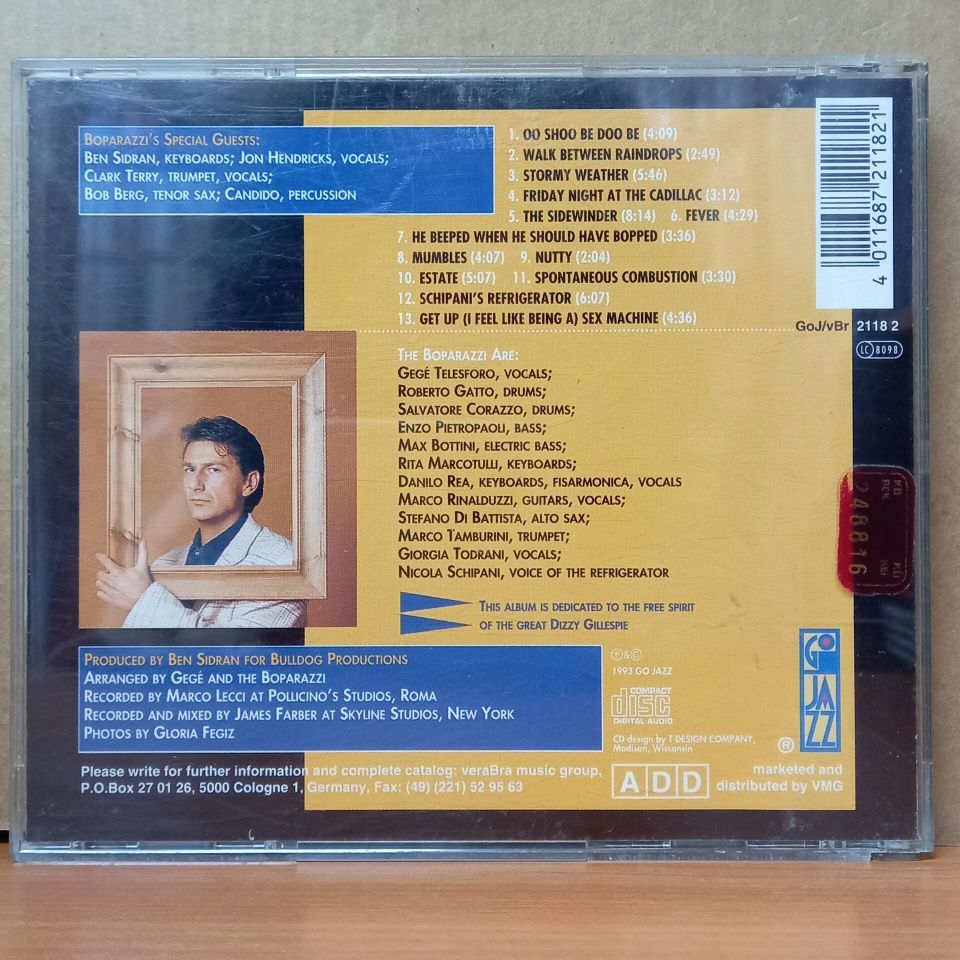 Boparazzi's Special Guests:
Ben Sidran, keyboards; Jon Hendricks, vocals;
Clark Terry, trumpet, vocals;
Bob Berg, tenor sax; Candido, percussion
1. OO SHOO BE DOO BE (4:09)
2. WALK BETWEEN RAINDROPS (2:49)
3. STORMY WEATHER (5:46)
4. FRIDAY NIGHT AT THE CADILLAC (3:12)
5. THE SIDEWINDER (8:14) 6. FEVER (4:29)
7. HE BEEPED WHEN HE SHOULD HAVE BOPPED (3:36)
8. MUMBLES (4:07) 9. NUTTY (2:04)
10. ESTATE (5:07) 11. SPONTANEOUS COMBUSTION (3:30)
12. SCHIPANI'S REFRIGERATOR (6:07)
13. GET UP (I FEEL LIKE BEING A) SEX MACHINE (4:36)
4 011687 211821
GoJ/vBr 2118 2
LC 8098
The Boparazzi Are:
Gegé Telesforo, vocals;
Roberto Gatto, drums;
Salvatore Corazzo, drums;
Enzo Pietropaoli, bass;
Max Bottini, electric bass;
Rita Marcotulli, keyboards;
Danilo Rea, keyboards, fisarmonica, vocals
Marco Rinalduzzi, guitars, vocals;
Stefano Di Battista, alto sax;
Marco Tamburini, trumpet;
Giorgia Todrani, vocals;
Nicola Schipani, voice of the refrigerator
248816
This album is dedicated to the free spirit
of the great Dizzy Gillespie
Produced by Ben Sidran for Bulldog Productions
Arranged by Gegé and the Boparazzi
Recorded by Marco Lecci at Pollicino's Studios, Roma
Recorded and mixed by James Farber at Skyline Studios, New York
Photos by Gloria Fegiz
℗&©
1993 GO JAZZ
COMPACT
disc
DIGITAL AUDIO
CD design by T DESIGN COMPANY,
Madison, Wisconsin
GO
JAZZ
®
Please write for further information and complete catalog: veraBra music group,
P.O.Box 27 01 26, 5000 Cologne 1, Germany, Fax: (49) (221) 52 95 63
ADD
marketed and
distributed by VMG